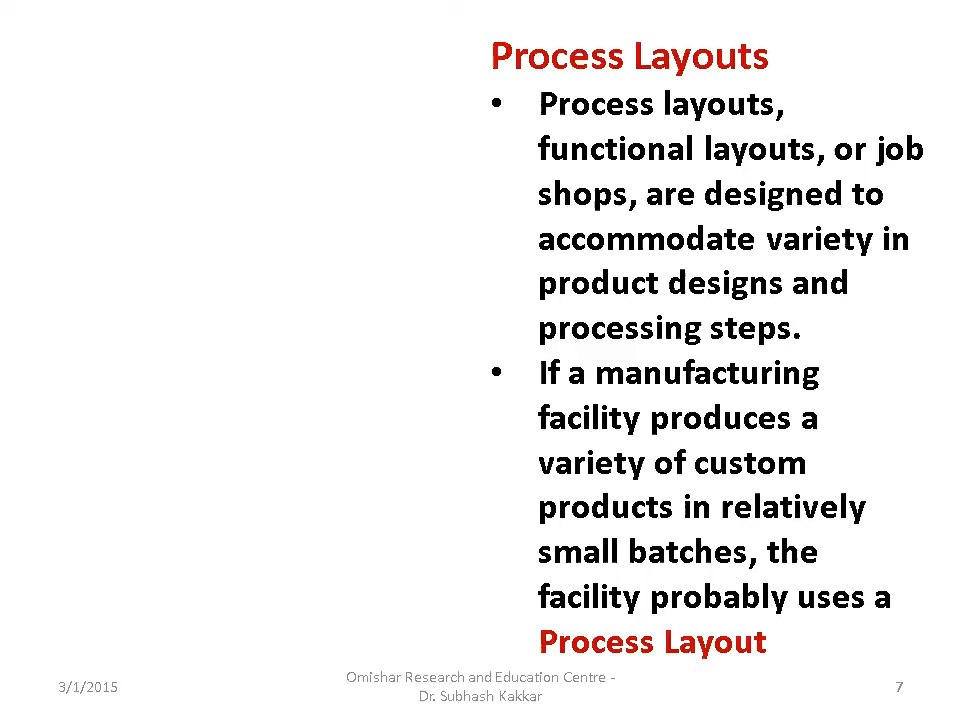 Process Layouts
• Process layouts,
functional layouts, or job
shops, are designed to
accommodate variety in
product designs and
processing steps.
• If a manufacturing
facility produces a
variety of custom
products in relatively
small batches, the
facility probably uses a
Process Layout
3/1/2015
Omishar Research and Education Centre -
Dr. Subhash Kakkar
7